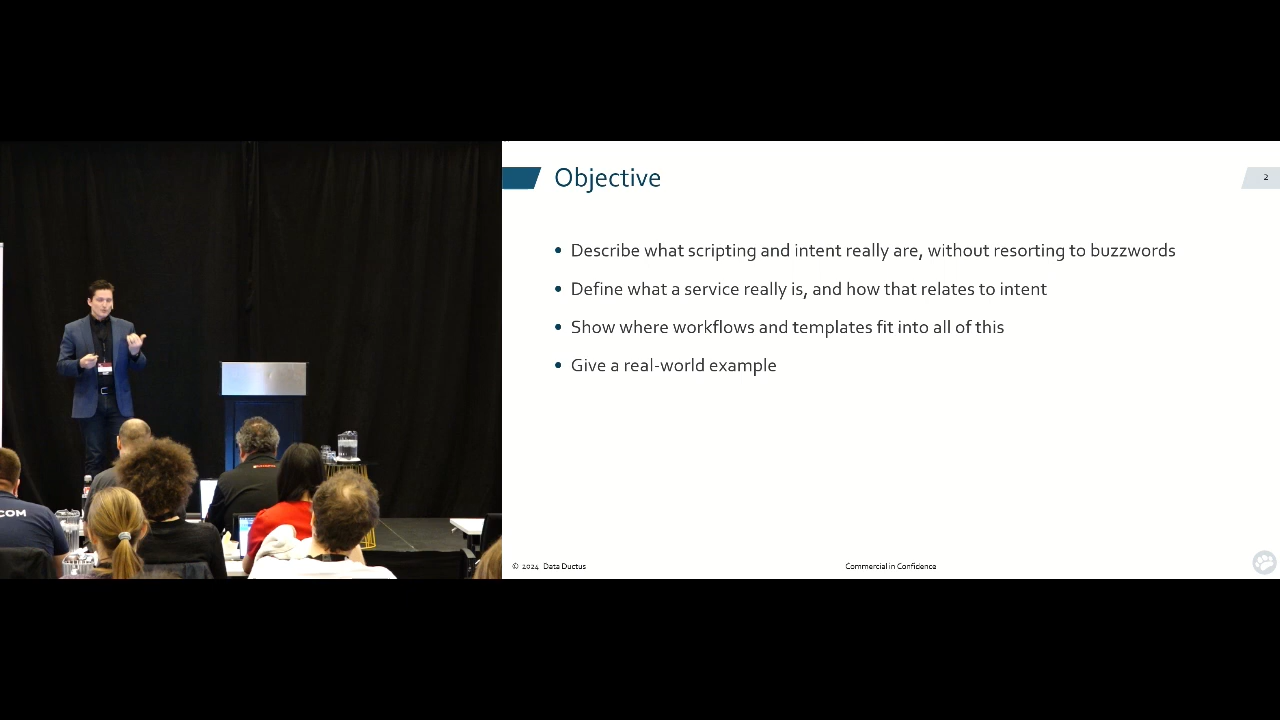 Objective
2
• Describe what scripting and intent really are, without resorting to buzzwords
• Define what a service really is, and how that relates to intent
• Show where workflows and templates fit into all of this
• Give a real-world example
COM
© 2024 Data Ductus
Commercial in Confidence